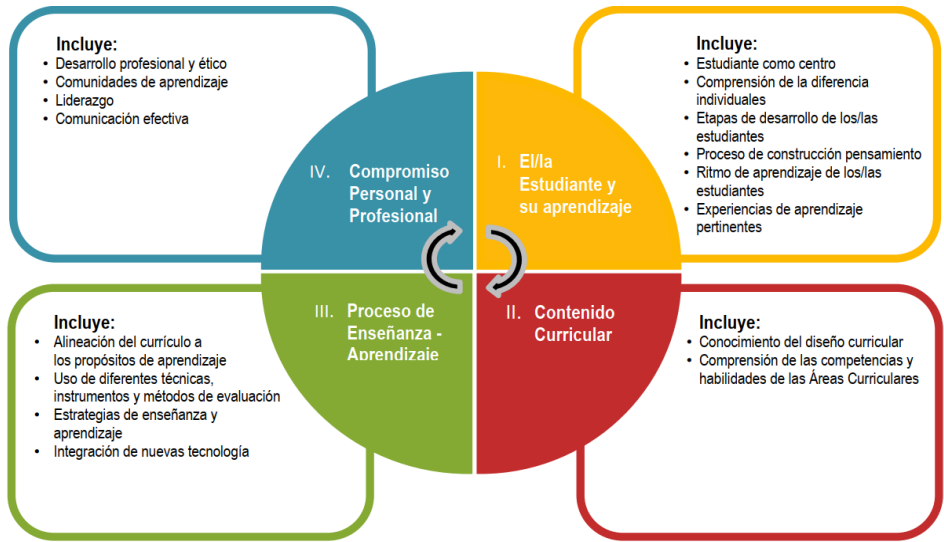 Incluye:
• Desarrollo profesional y ético
• Comunidades de aprendizaje
• Liderazgo
• Comunicación efectiva
Incluye:
• Estudiante como centro
• Comprensión de la diferencia
individuales
• Etapas de desarrollo de los/las
estudiantes
• Proceso de construcción pensamiento
• Ritmo de aprendizaje de los/las
estudiantes
• Experiencias de aprendizaje
pertinentes
IV. Compromiso
Personal y
Profesional
I. El/la
Estudiante y
su aprendizaje
III. Proceso de
Enseñanza -
Aprendizaje
II. Contenido
Curricular
Incluye:
• Alineación del currículo a
los propósitos de aprendizaje
• Uso de diferentes técnicas,
instrumentos y métodos de evaluación
• Estrategias de enseñanza y
aprendizaje
• Integración de nuevas tecnología
Incluye:
• Conocimiento del diseño curricular
• Comprensión de las competencias y
habilidades de las Áreas Curriculares